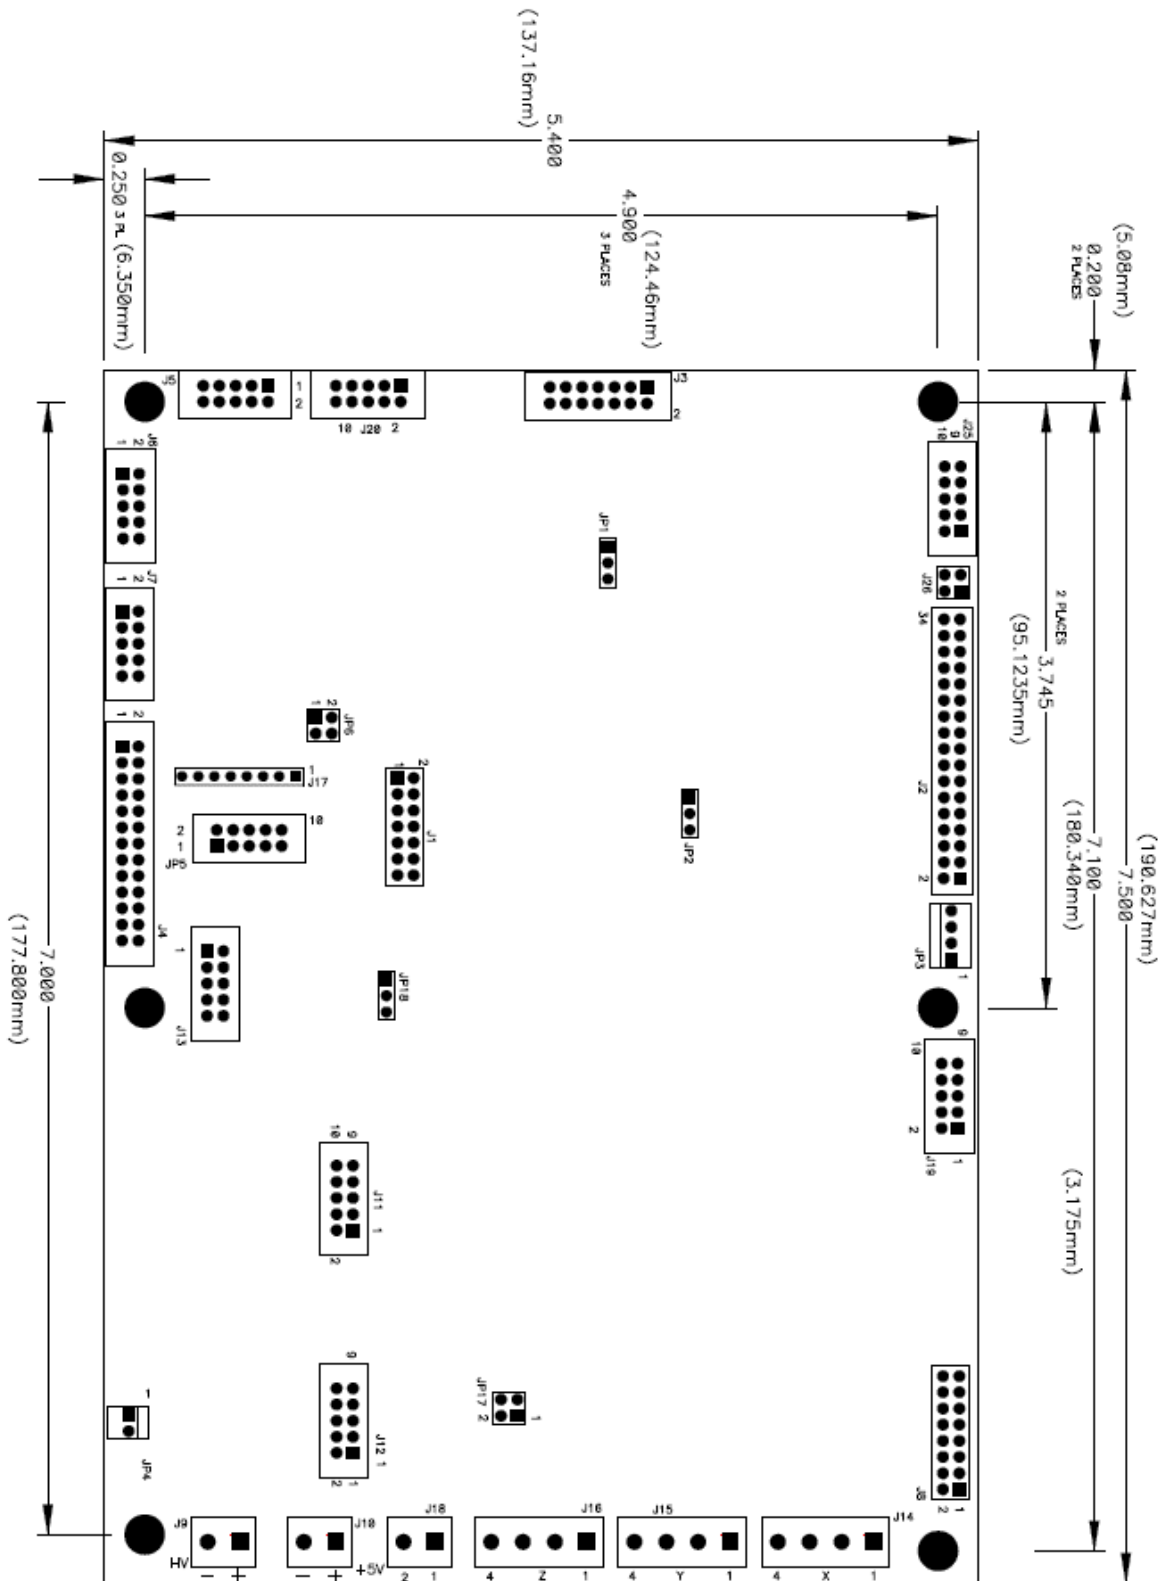 (137.16mm)
5.400
4.900
(124.46mm)
3 PLACES
0.250 3 PL (6.350mm)
(5.08mm)
0.200
2 PLACES
2 PLACES
3.745
(95.1235mm)
7.100
(180.340mm)
7.500
(190.627mm)
(3.175mm)
7.000
(177.800mm)
J5
1
2
10 J20 2
J3
2
J25
9
10
J6
2
1
JP1
J26
J7
2
1
34
J2
2
JP6
2
1
2
1
1
J17
2
1
J1
10
2
1
JP5
JP2
J4
1
J13
JP18
JP3
1
9
10
2
1
J19
9
10
J11
1
2
9
J12 1
2 1
JP17 2
1
1
JP4
J8
2 1
J9
HV
- +
J10
- +
+5V
J18
2 1
J16
4 Z 1
J15
4 Y 1
J14
4 X 1